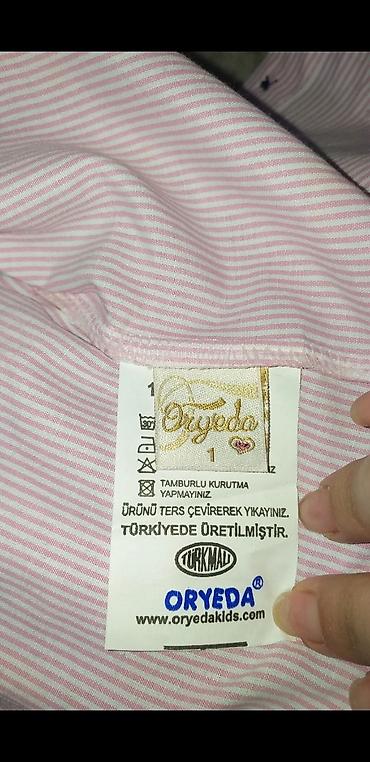 Oryeda
1
TAMBURLU KURUTMA
YAPMAYINIZ.
ÜRÜNÜ TERS ÇEVİREREK YIKAYINIZ.
TÜRKİYEDE ÜRETİLMİŞTİR.
TÜRKMALI
ORYEDA®
www.oryedakids.com